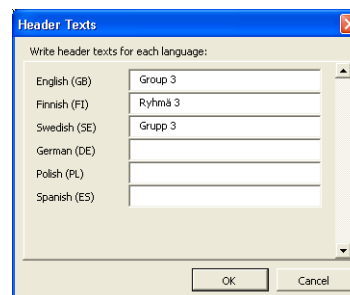 Header Texts
Write header texts for each language:
English (GB) Group 3
Finnish (FI) Ryhmä 3
Swedish (SE) Grupp 3
German (DE)
Polish (PL)
Spanish (ES)
OK Cancel